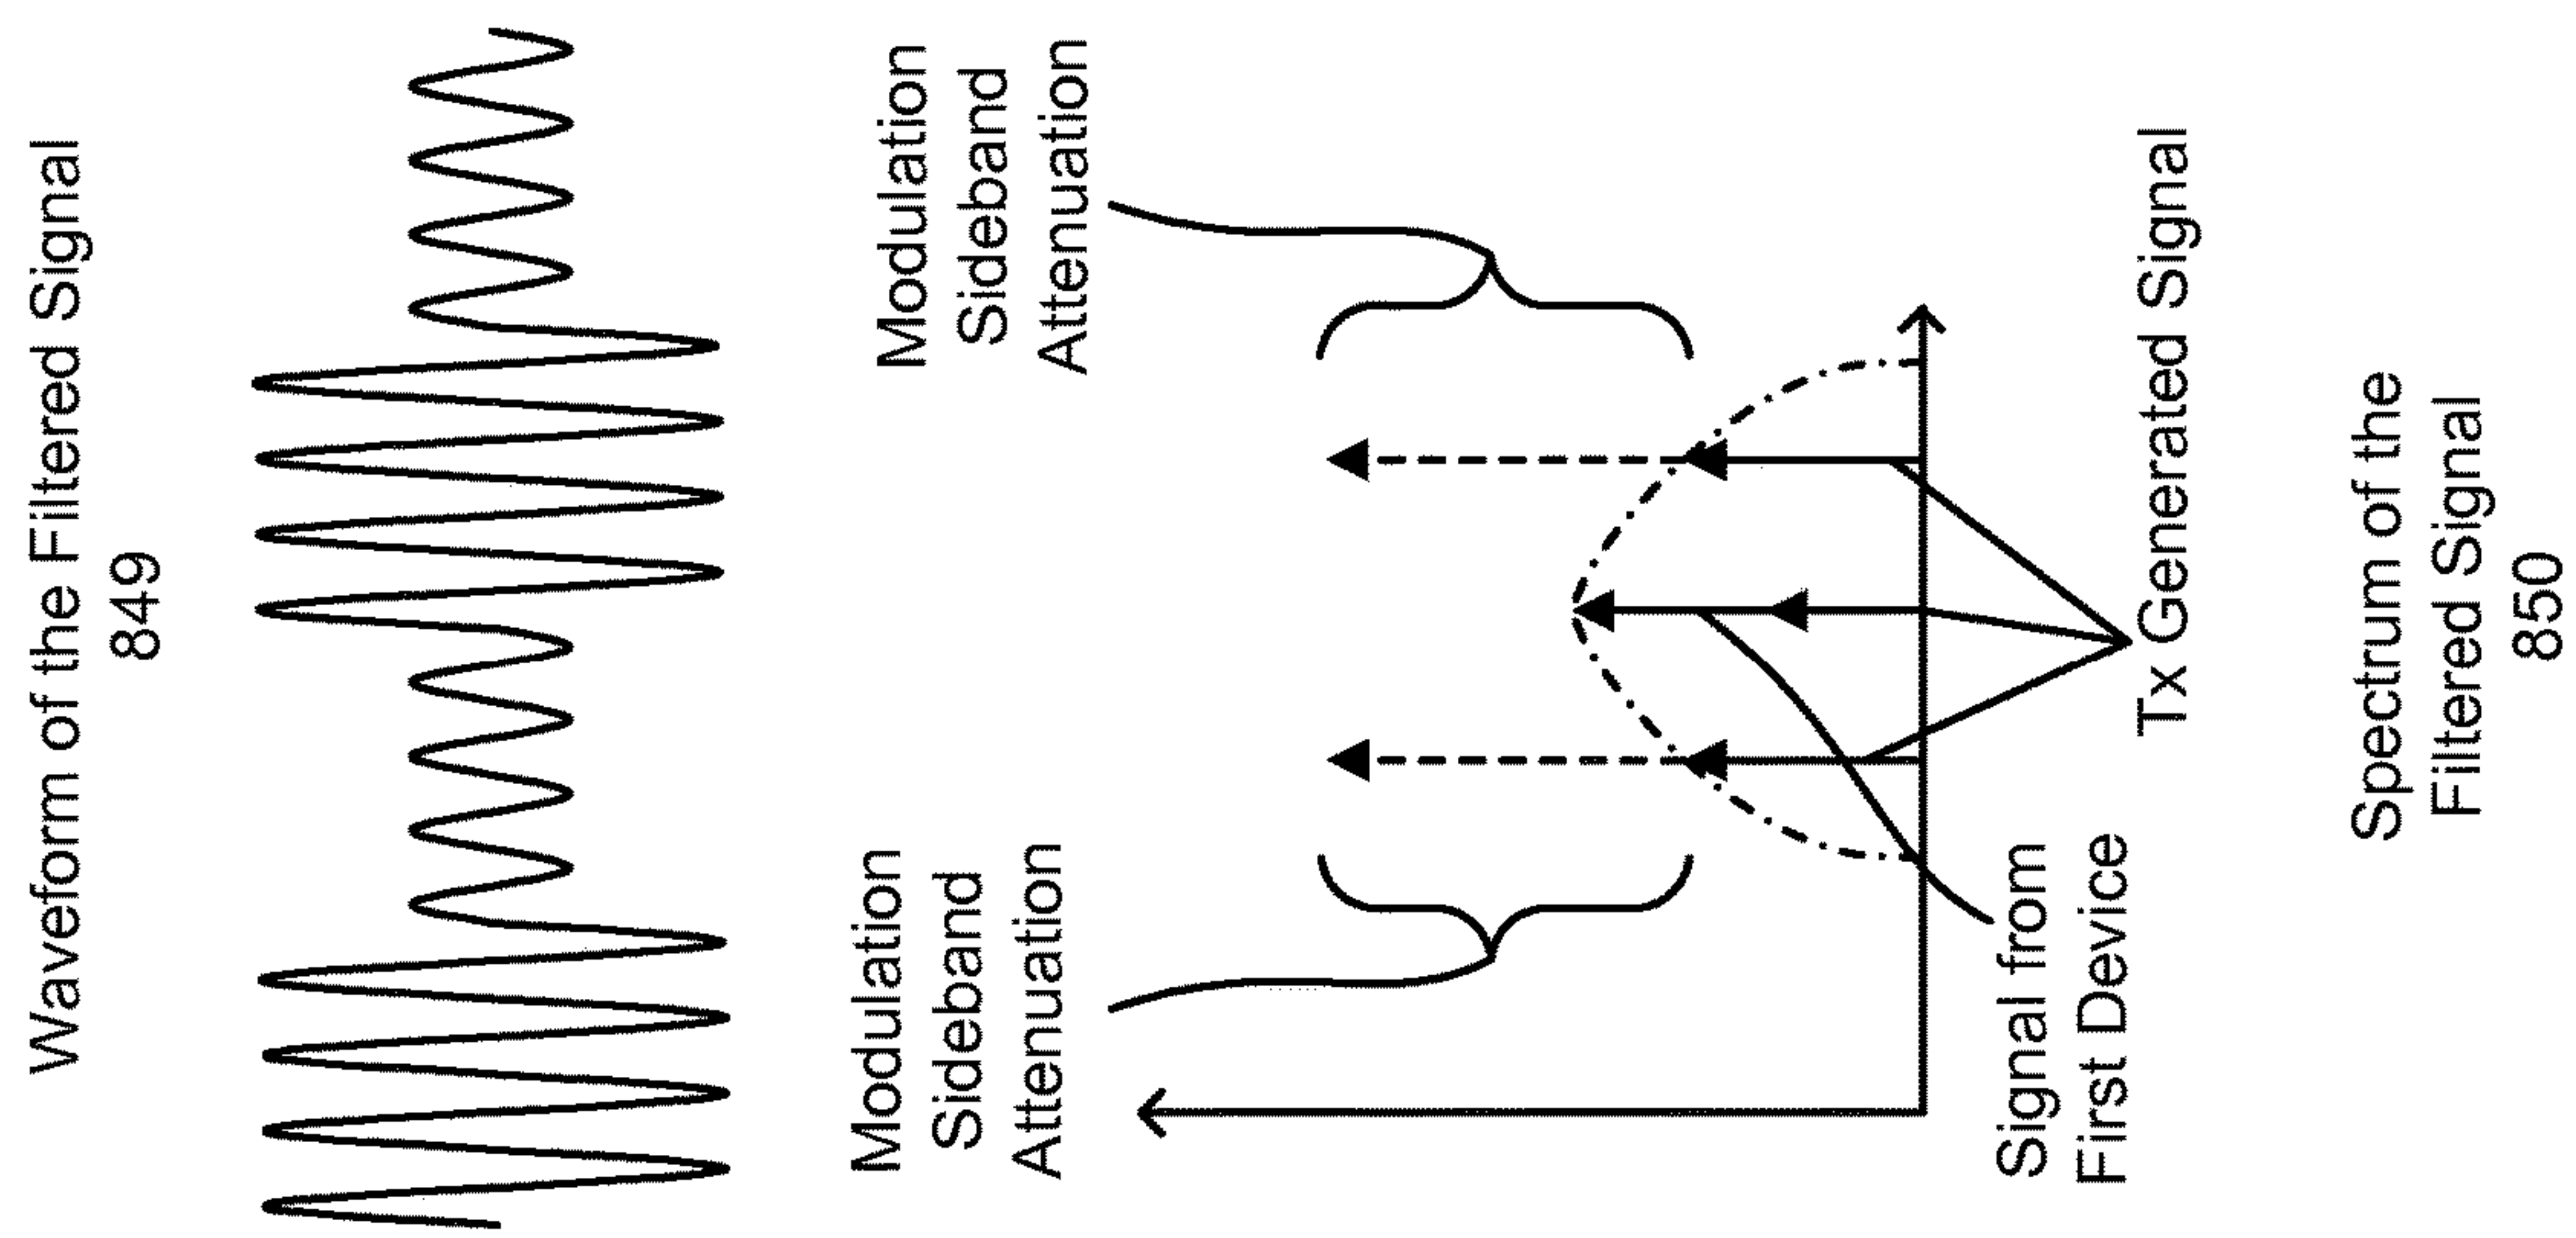 Waveform of the Filtered Signal
849
Modulation
Sideband
Attenuation
Modulation
Sideband
Attenuation
Signal from
First Device
Tx Generated Signal
Spectrum of the
Filtered Signal
850